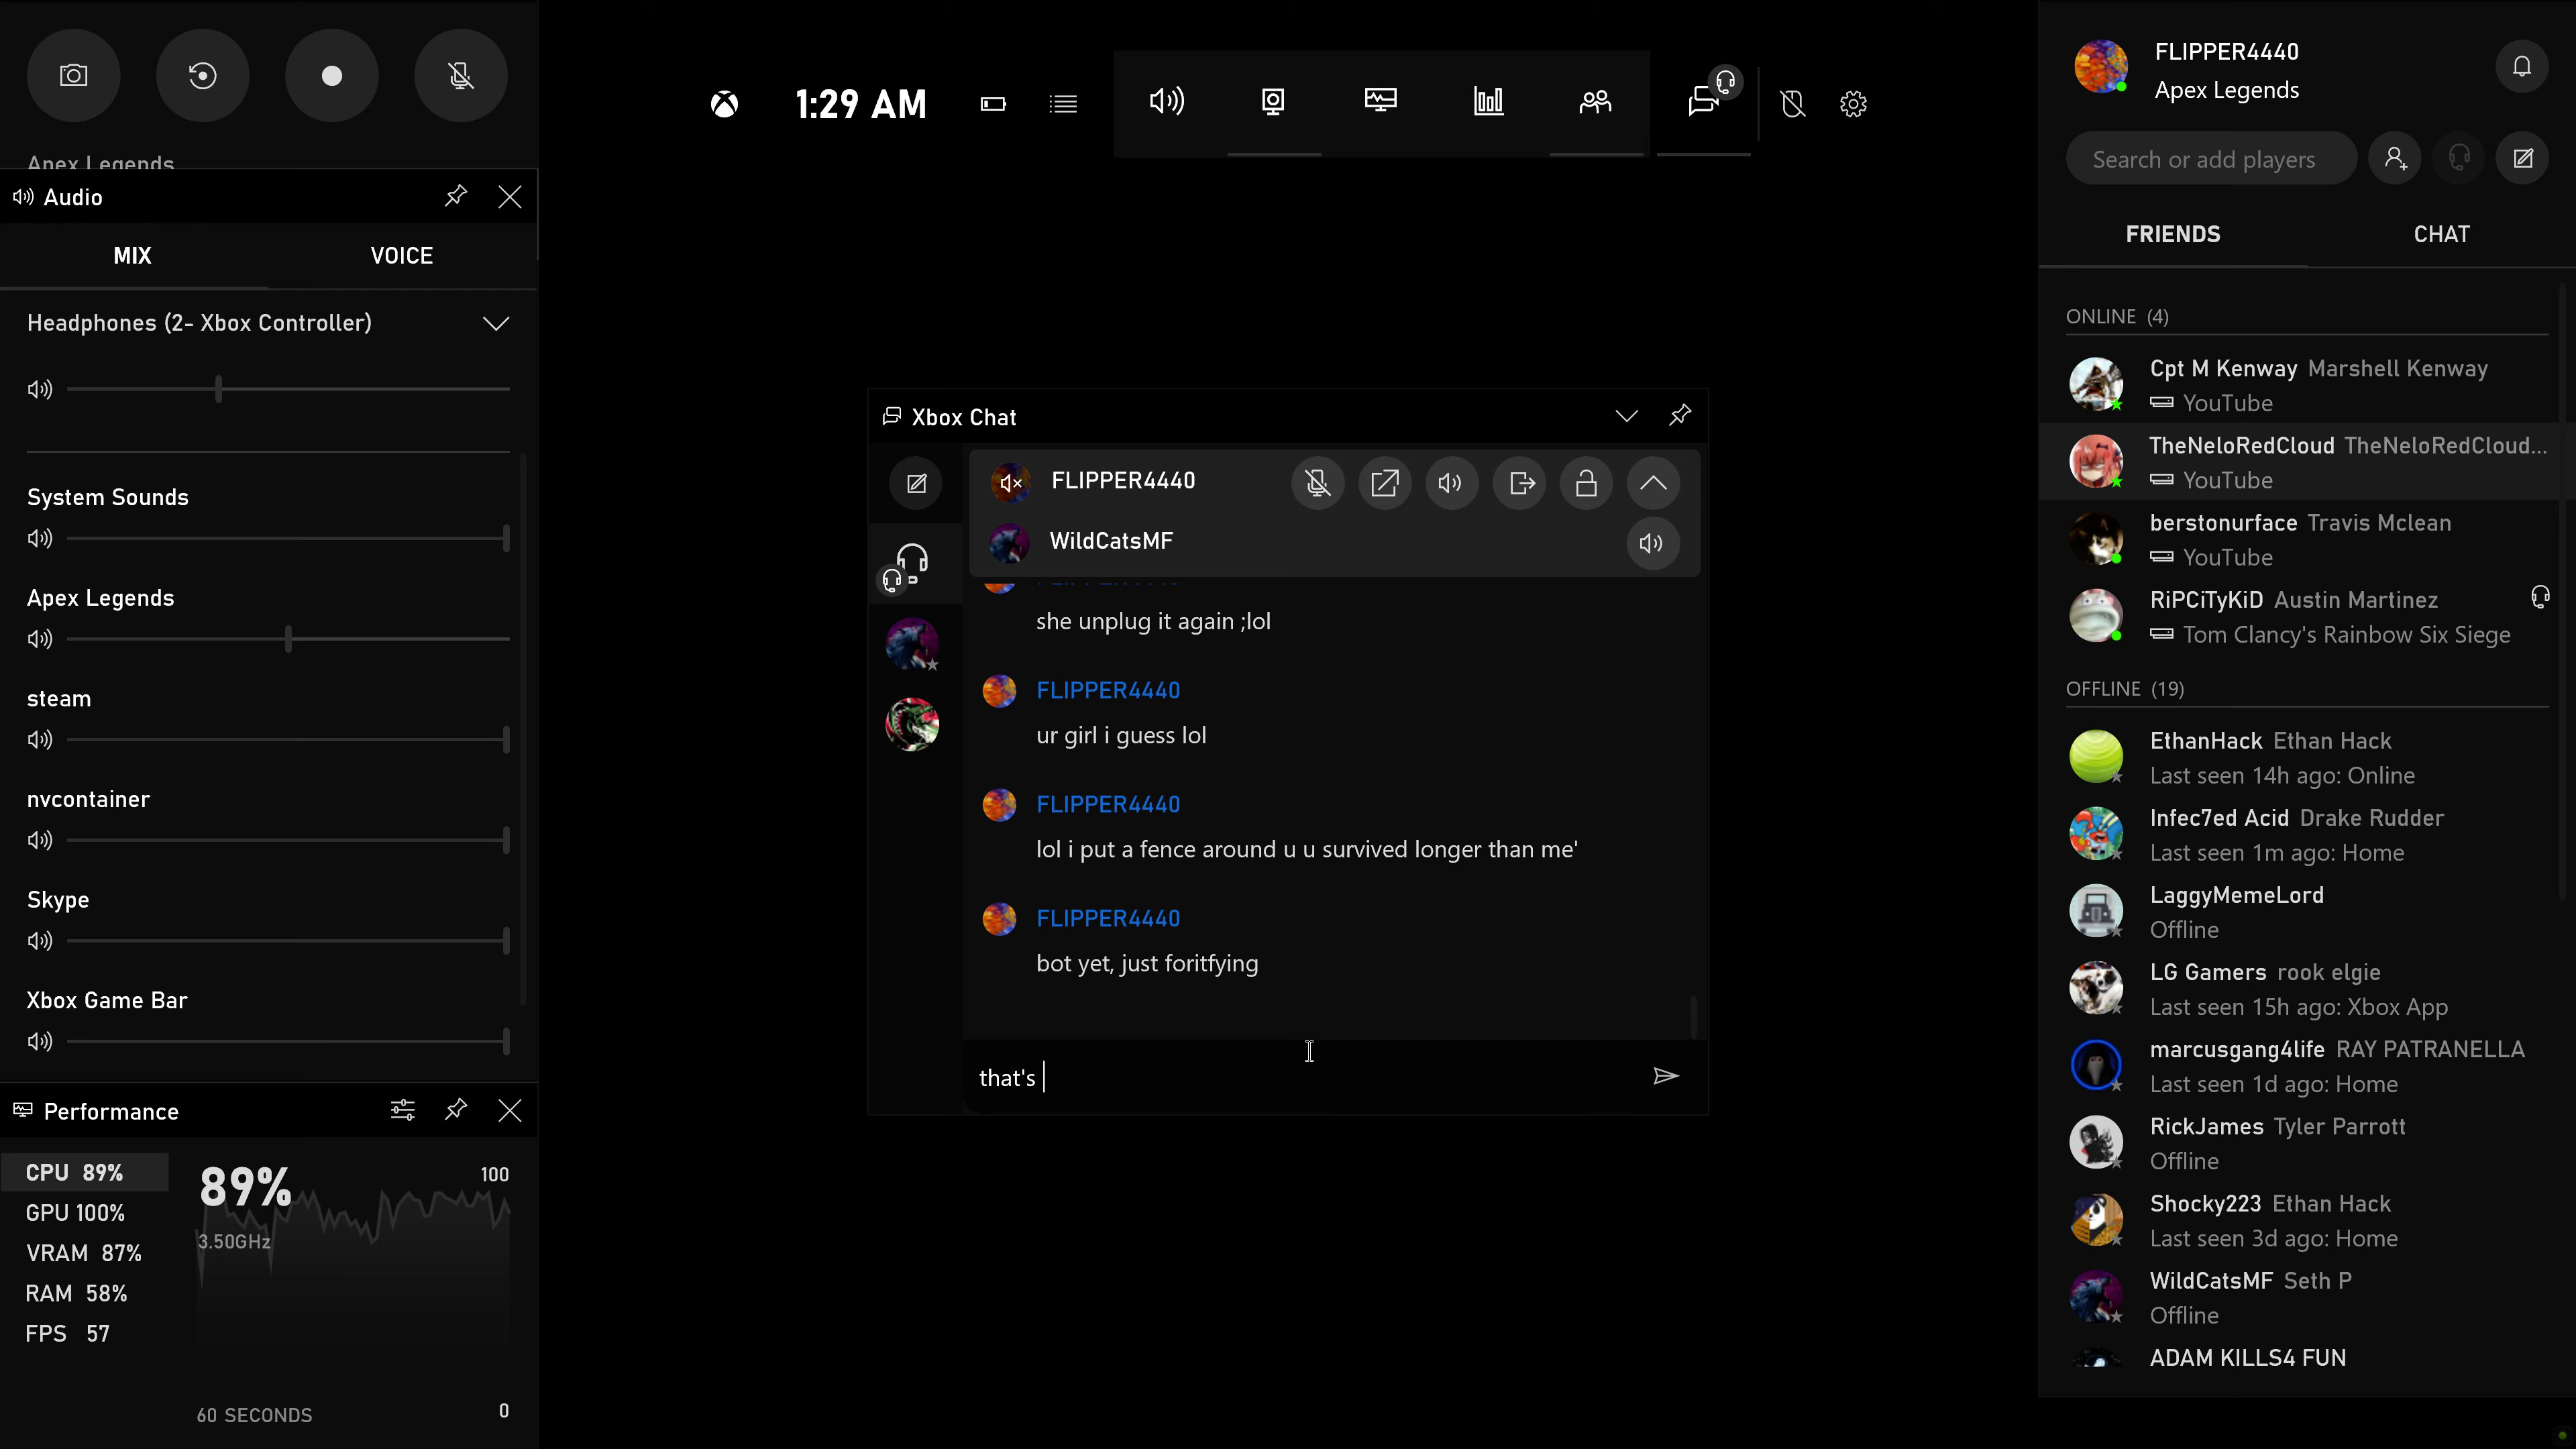 Apex Legends
Audio
MIX
VOICE
Headphones (2- Xbox Controller)
System Sounds
Apex Legends
steam
nvcontainer
Skype
Xbox Game Bar
Performance
CPU 89%
GPU 100%
VRAM 87%
RAM 58%
FPS 57
89%
100
3.50GHz
60 SECONDS
0
1:29 AM
Xbox Chat
FLIPPER4440
WildCatsMF
she unplug it again ;lol
FLIPPER4440
ur girl i guess lol
FLIPPER4440
lol i put a fence around u u survived longer than me'
FLIPPER4440
bot yet, just foritfying
that's
FLIPPER4440
Apex Legends
Search or add players
FRIENDS
CHAT
ONLINE (4)
Cpt M Kenway Marshell Kenway
YouTube
TheNeloRedCloud TheNeloRedCloud...
YouTube
berstonurface Travis Mclean
YouTube
RiPCiTyKiD Austin Martinez
Tom Clancy's Rainbow Six Siege
OFFLINE (19)
EthanHack Ethan Hack
Last seen 14h ago: Online
Infec7ed Acid Drake Rudder
Last seen 1m ago: Home
LaggyMemeLord
Offline
LG Gamers rook elgie
Last seen 15h ago: Xbox App
marcusgang4life RAY PATRANELLA
Last seen 1d ago: Home
RickJames Tyler Parrott
Offline
Shocky223 Ethan Hack
Last seen 3d ago: Home
WildCatsMF Seth P
Offline
ADAM KILLS4 FUN